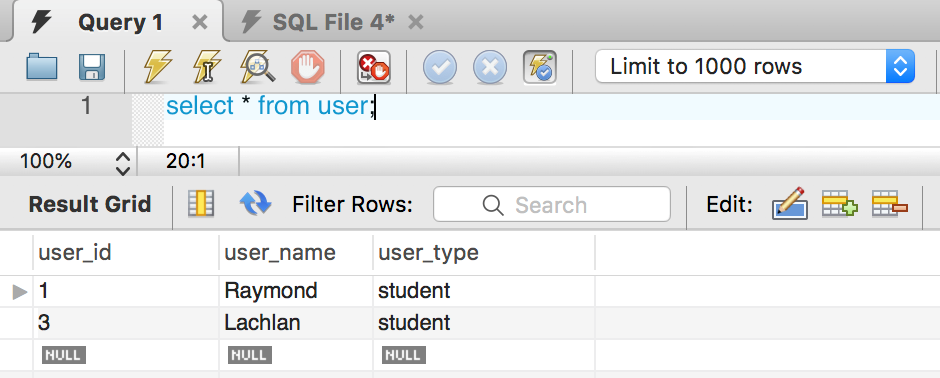 Query 1 SQL File 4*
Limit to 1000 rows
1 select * from user;
100% 20:1
Result Grid Filter Rows: Search Edit:
user_id user_name user_type
1 Raymond student
3 Lachlan student
NULL NULL NULL